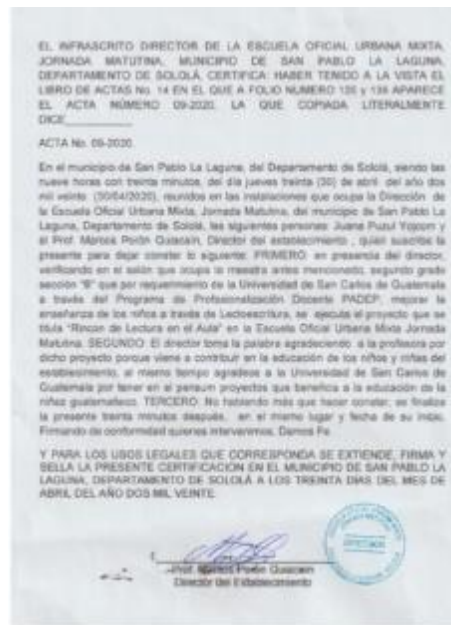 EL INFRASCRITO DIRECTOR DE LA ESCUELA OFICIAL URBANA MIXTA,
JORNADA MATUTINA, MUNICIPIO DE SAN PABLO LA LAGUNA,
DEPARTAMENTO DE SOLOLÁ, CERTIFICA: HABER TENIDO A LA VISTA EL
LIBRO DE ACTAS No. 14 EN EL QUE A FOLIO NUMERO y APARECE
EL ACTA NÚMERO 09-2020. LA QUE COPIADA LITERALMENTE
DICE
ACTA No. 09-2020.
En el municipio de San Pablo La Laguna, del Departamento de Sololá, siendo las
nueve horas con treinta minutos, del día jueves treinta (30) de abril del año dos
mil veinte (30/04/2020), reunidos en las instalaciones que ocupa la Dirección de
la Escuela Oficial Urbana Mixta, Jornada Matutina, del municipio de San Pablo La
Laguna, Departamento de Sololá, las siguientes personas: Juana Puzul Yojcom y
el Prof. Director del establecimiento, quien suscribe la
presente para dejar constar lo siguiente: PRIMERO: en presencia del director,
verificando en el salón que ocupa la maestra antes mencionado, segundo grado
sección "B" que por requerimiento de la Universidad de San Carlos de Guatemala
a través del Programa de Profesionalización Docente PADEP, mejorar la
enseñanza de los niños a través de Lectoescritura, se ejecuta el proyecto que se
titula "Rincon de Lectura en el Aula" en la Escuela Oficial Urbana Mixta Jornada
Matutina. SEGUNDO: El director toma la palabra agradeciendo a la profesora por
dicho proyecto porque viene a contribuir en la educación de los niños y niñas del
establecimiento, al mismo tiempo agradece a la Universidad de San Carlos de
Guatemala por tener en el pensum proyectos que beneficia a la educación de la
niñez guatemalteca. TERCERO: No habiendo más que hacer constar, se finaliza
la presente treinta minutos después, en el mismo lugar y fecha de su inicio.
Firmando de conformidad quienes intervenimos. Damos Fe.
Y PARA LOS USOS LEGALES QUE CORRESPONDA SE EXTIENDE, FIRMA Y
SELLA LA PRESENTE CERTIFICACIÓN EN EL MUNICIPIO DE SAN PABLO LA
LAGUNA, DEPARTAMENTO DE SOLOLÁ A LOS TREINTA DÍAS DEL MES DE
ABRIL DEL AÑO DOS MIL VEINTE.
Prof.
Director del Establecimiento